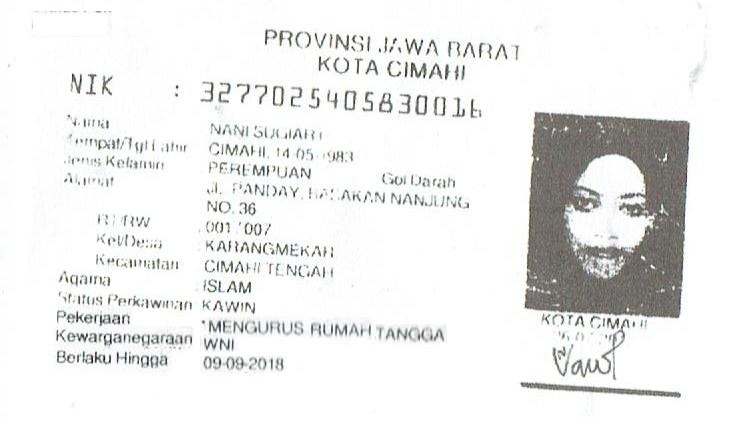 PROVINSI JAWA BARAT
KOTA CIMAHI
NIK : 3277025405830016
Nama NANI SUGIARTI
Tempat/Tgl Lahir CIMAHI, 14-05-1983
Jenis Kelamin PEREMPUAN Gol Darah
Alamat JL. PANDAY, NANJUNG
NO. 36
RT/RW 001/007
Kel/Desa KARANGMEKAR
Kecamatan CIMAHI TENGAH
Agama ISLAM
Status Perkawinan KAWIN
Pekerjaan MENGURUS RUMAH TANGGA
Kewarganegaraan WNI
Berlaku Hingga 09-09-2018
KOTA CIMAHI